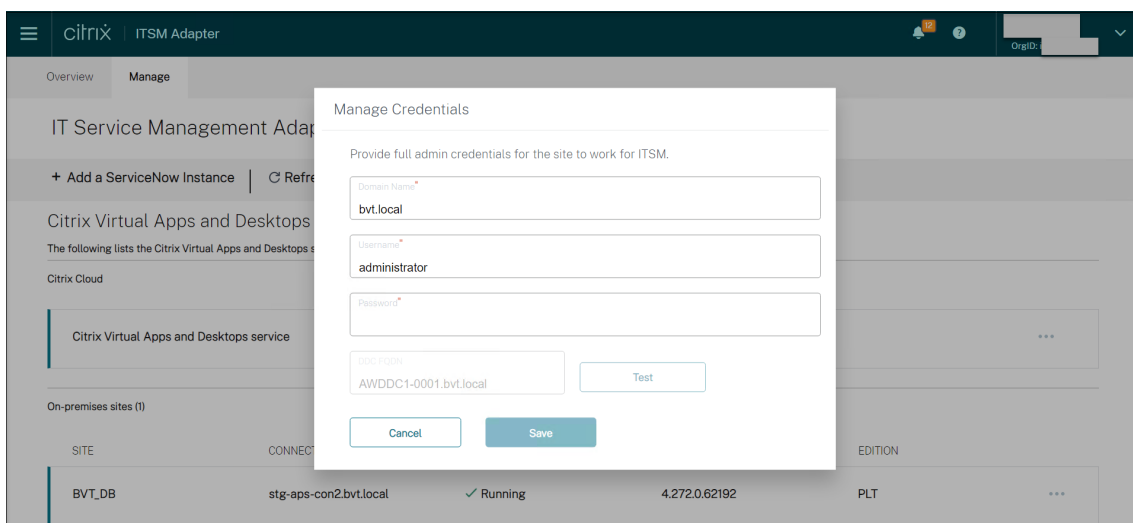 citrix | ITSM Adapter
12
?
OrgID:
Overview Manage
IT Service Management Adap
+ Add a ServiceNow Instance | Refre
Citrix Virtual Apps and Desktops
The following lists the Citrix Virtual Apps and Desktops s
Citrix Cloud
Citrix Virtual Apps and Desktops service
On-premises sites (1)
SITE CONNEC EDITION
BVT_DB stg-aps-con2.bvt.local ✓ Running 4.272.0.62192 PLT
Manage Credentials
Provide full admin credentials for the site to work for ITSM.
Domain Name*
bvt.local
Username*
administrator
Password*
DDC FQDN
AWDDC1-0001.bvt.local
Test
Cancel Save